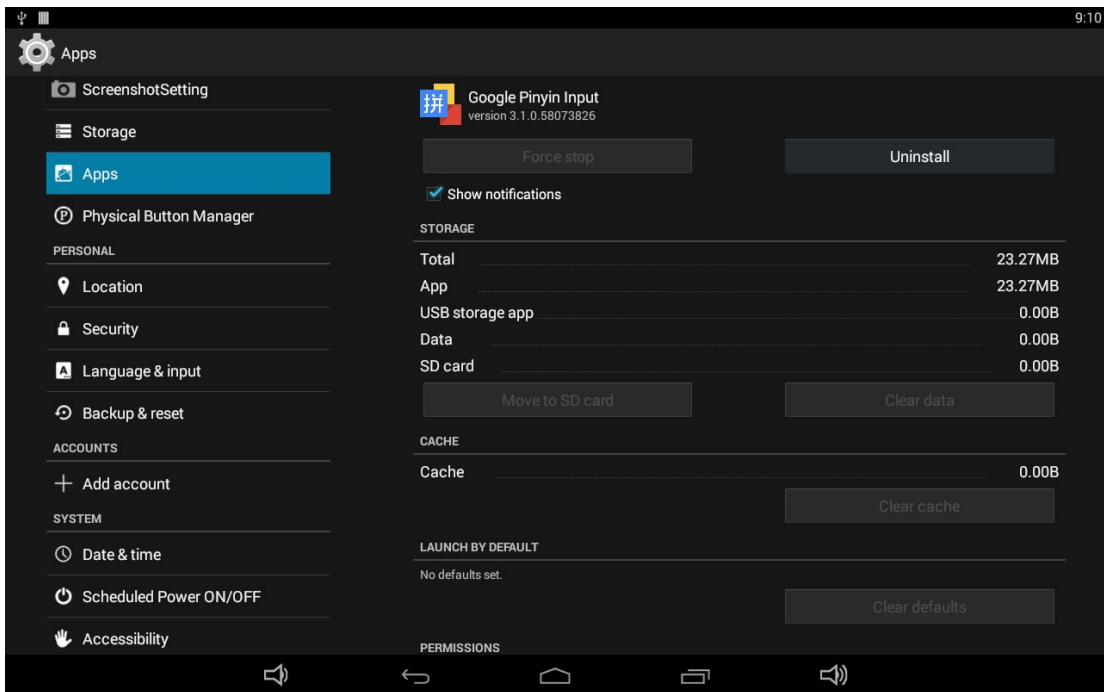 9:10
Apps
ScreenshotSetting
Storage
Apps
Physical Button Manager
PERSONAL
Location
Security
Language & input
Backup & reset
ACCOUNTS
Add account
SYSTEM
Date & time
Scheduled Power ON/OFF
Accessibility
拼
Google Pinyin Input
version 3.1.0.58073826
Force stop
Uninstall
Show notifications
STORAGE
Total 23.27MB
App 23.27MB
USB storage app 0.00B
Data 0.00B
SD card 0.00B
Move to SD card
Clear data
CACHE
Cache 0.00B
Clear cache
LAUNCH BY DEFAULT
No defaults set.
Clear defaults
PERMISSIONS